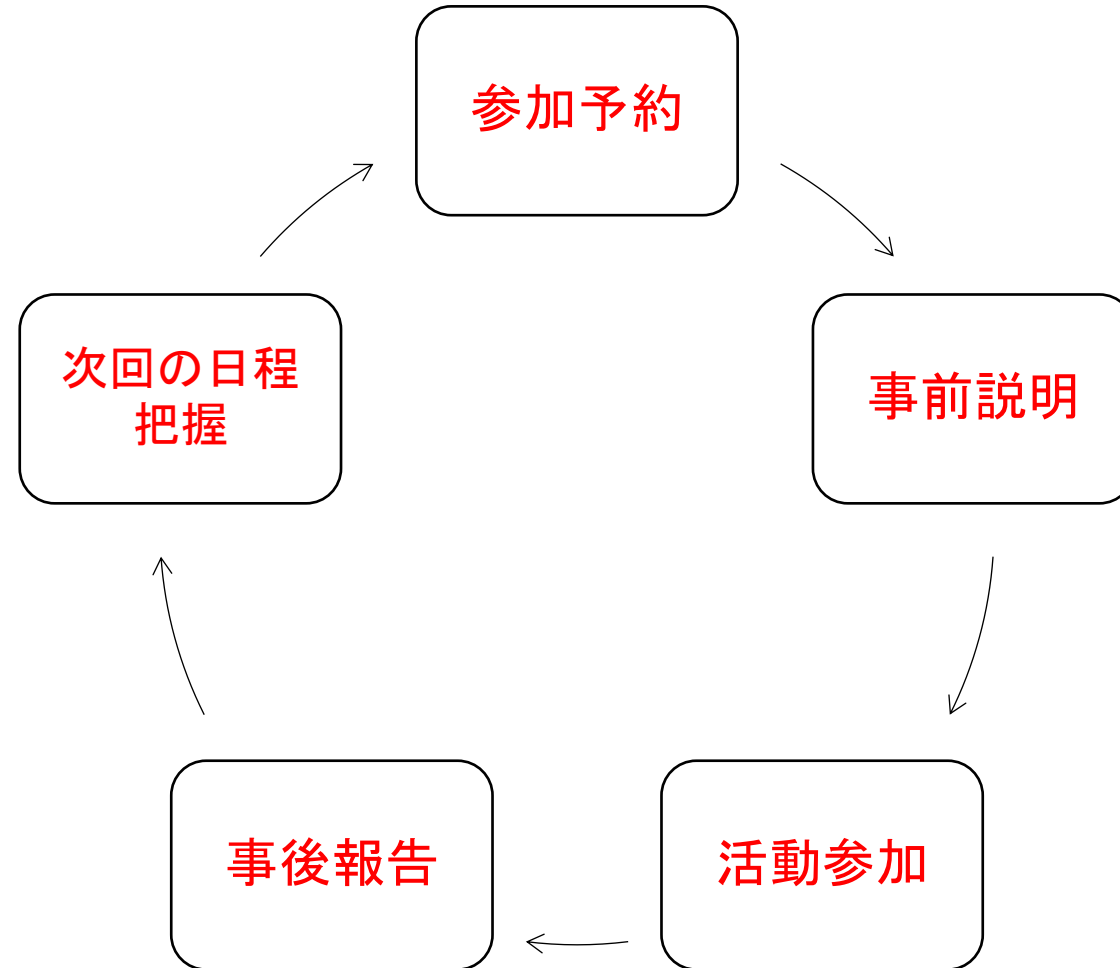 参加予約
事前説明
活動参加
事後報告
次回の日程
把握